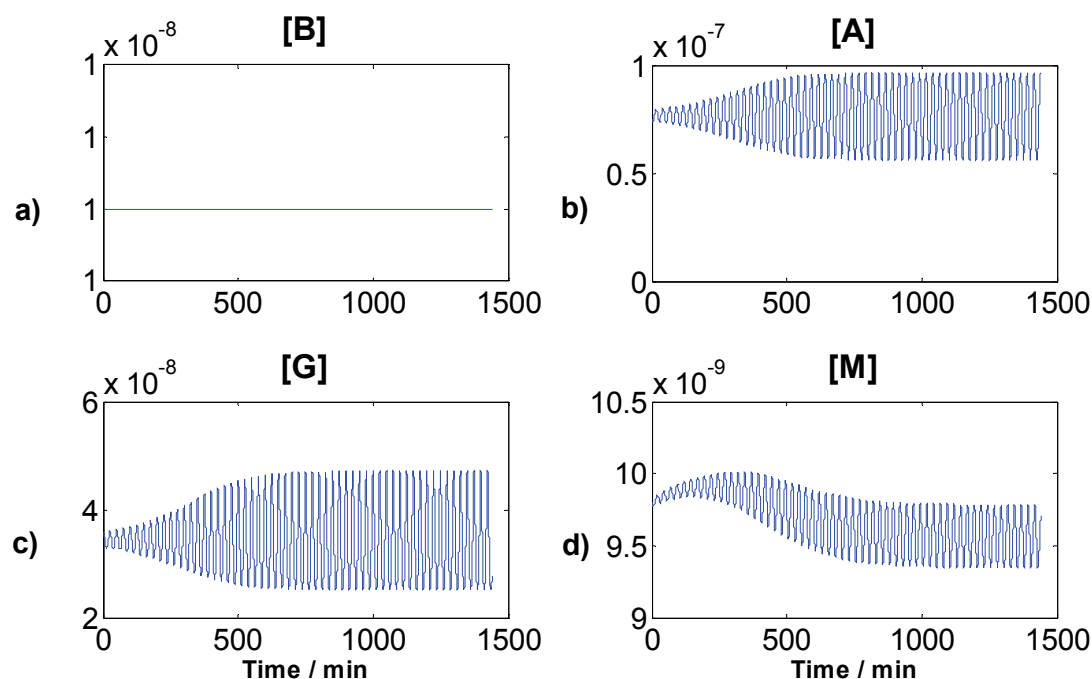 [B]
x 10^-8
1
1
a) 1
1
0 500 1000 1500
[A]
x 10^-7
1
b) 0.5
0
0 500 1000 1500
[G]
x 10^-8
6
4
c)
2
0 500 1000 1500
Time / min
[M]
x 10^-9
10.5
10
d) 9.5
9
0 500 1000 1500
Time / min